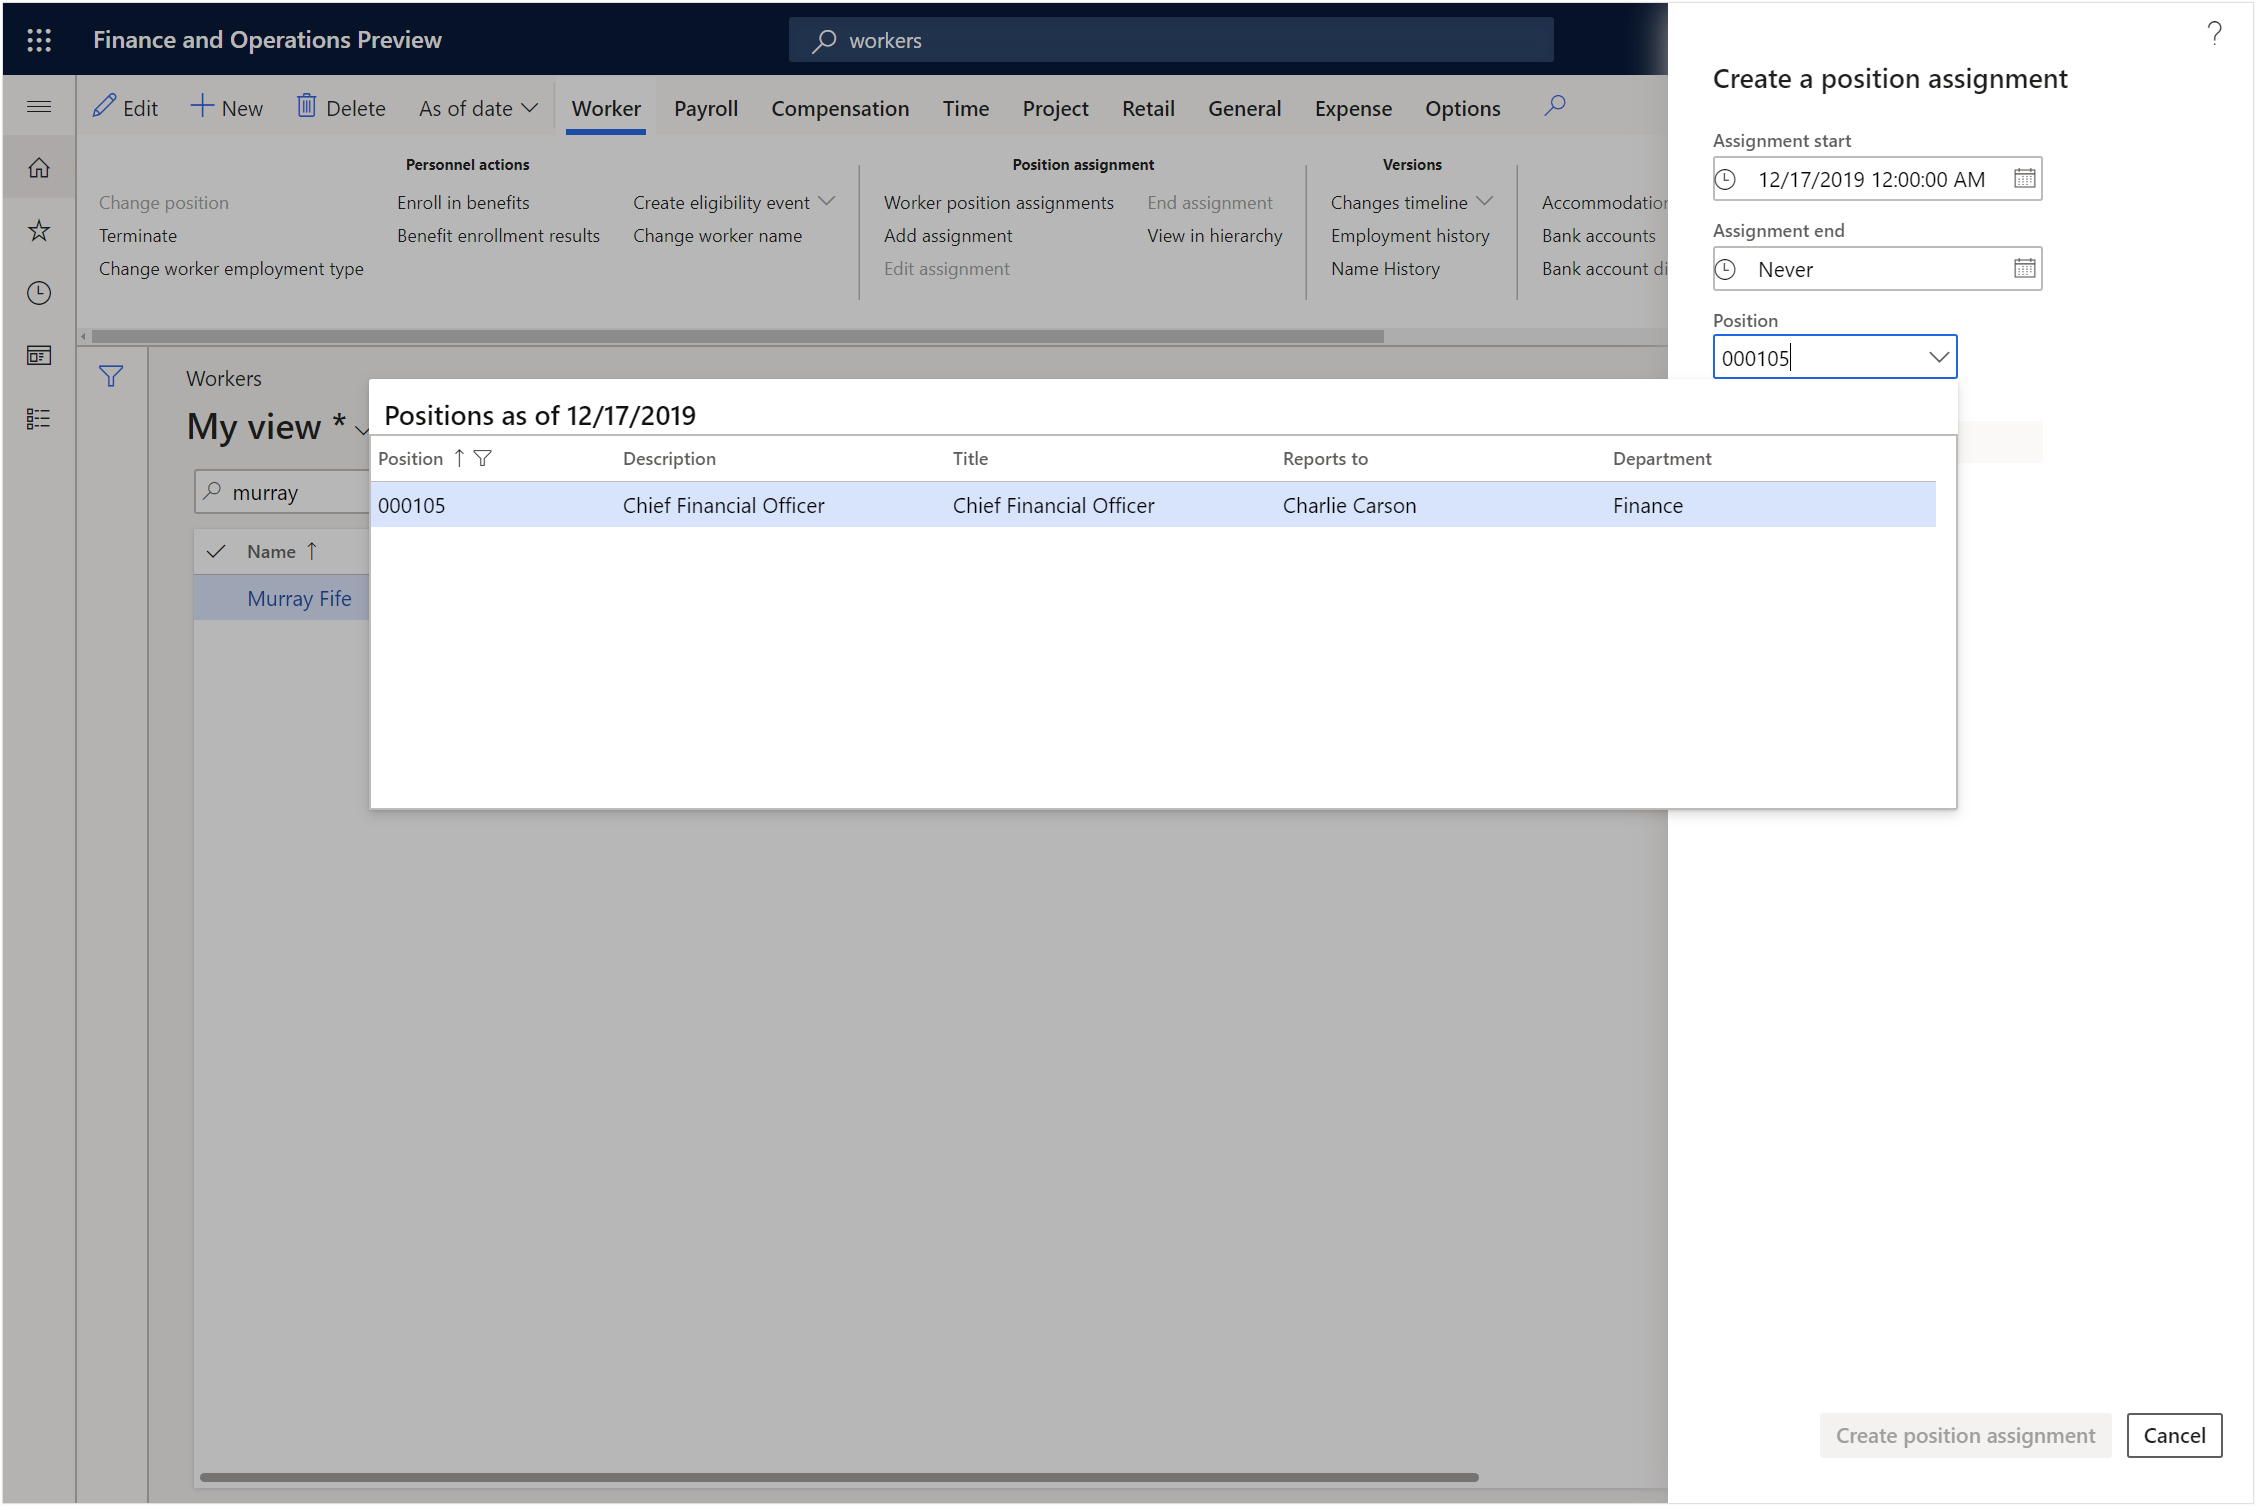 Finance and Operations Preview
workers
?
Edit New Delete As of date Worker Payroll Compensation Time Project Retail General Expense Options
Personnel actions
Change position
Terminate
Change worker employment type
Enroll in benefits
Benefit enrollment results
Create eligibility event
Change worker name
Position assignment
Worker position assignments
Add assignment
Edit assignment
End assignment
View in hierarchy
Versions
Changes timeline
Employment history
Name History
Accommodation
Bank accounts
Bank account di
Workers
My view *
murray
Name
Murray Fife
Create a position assignment
Assignment start
12/17/2019 12:00:00 AM
Assignment end
Never
Position
000105
Positions as of 12/17/2019
Position Description Title Reports to Department
000105 Chief Financial Officer Chief Financial Officer Charlie Carson Finance
Create position assignment Cancel